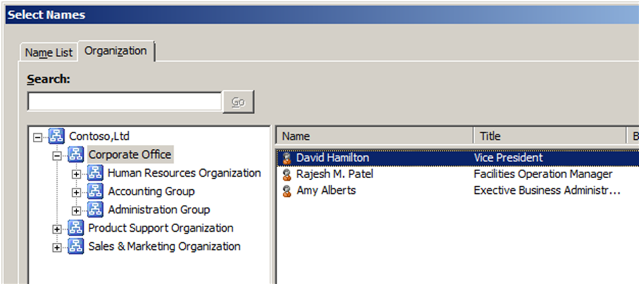 Select Names
Name List
Organization
Search:
Go
Contoso,Ltd
Corporate Office
Human Resources Organization
Accounting Group
Administration Group
Product Support Organization
Sales & Marketing Organization
Name Title B
David Hamilton Vice President
Rajesh M. Patel Facilities Operation Manager
Amy Alberts Exective Business Administr...